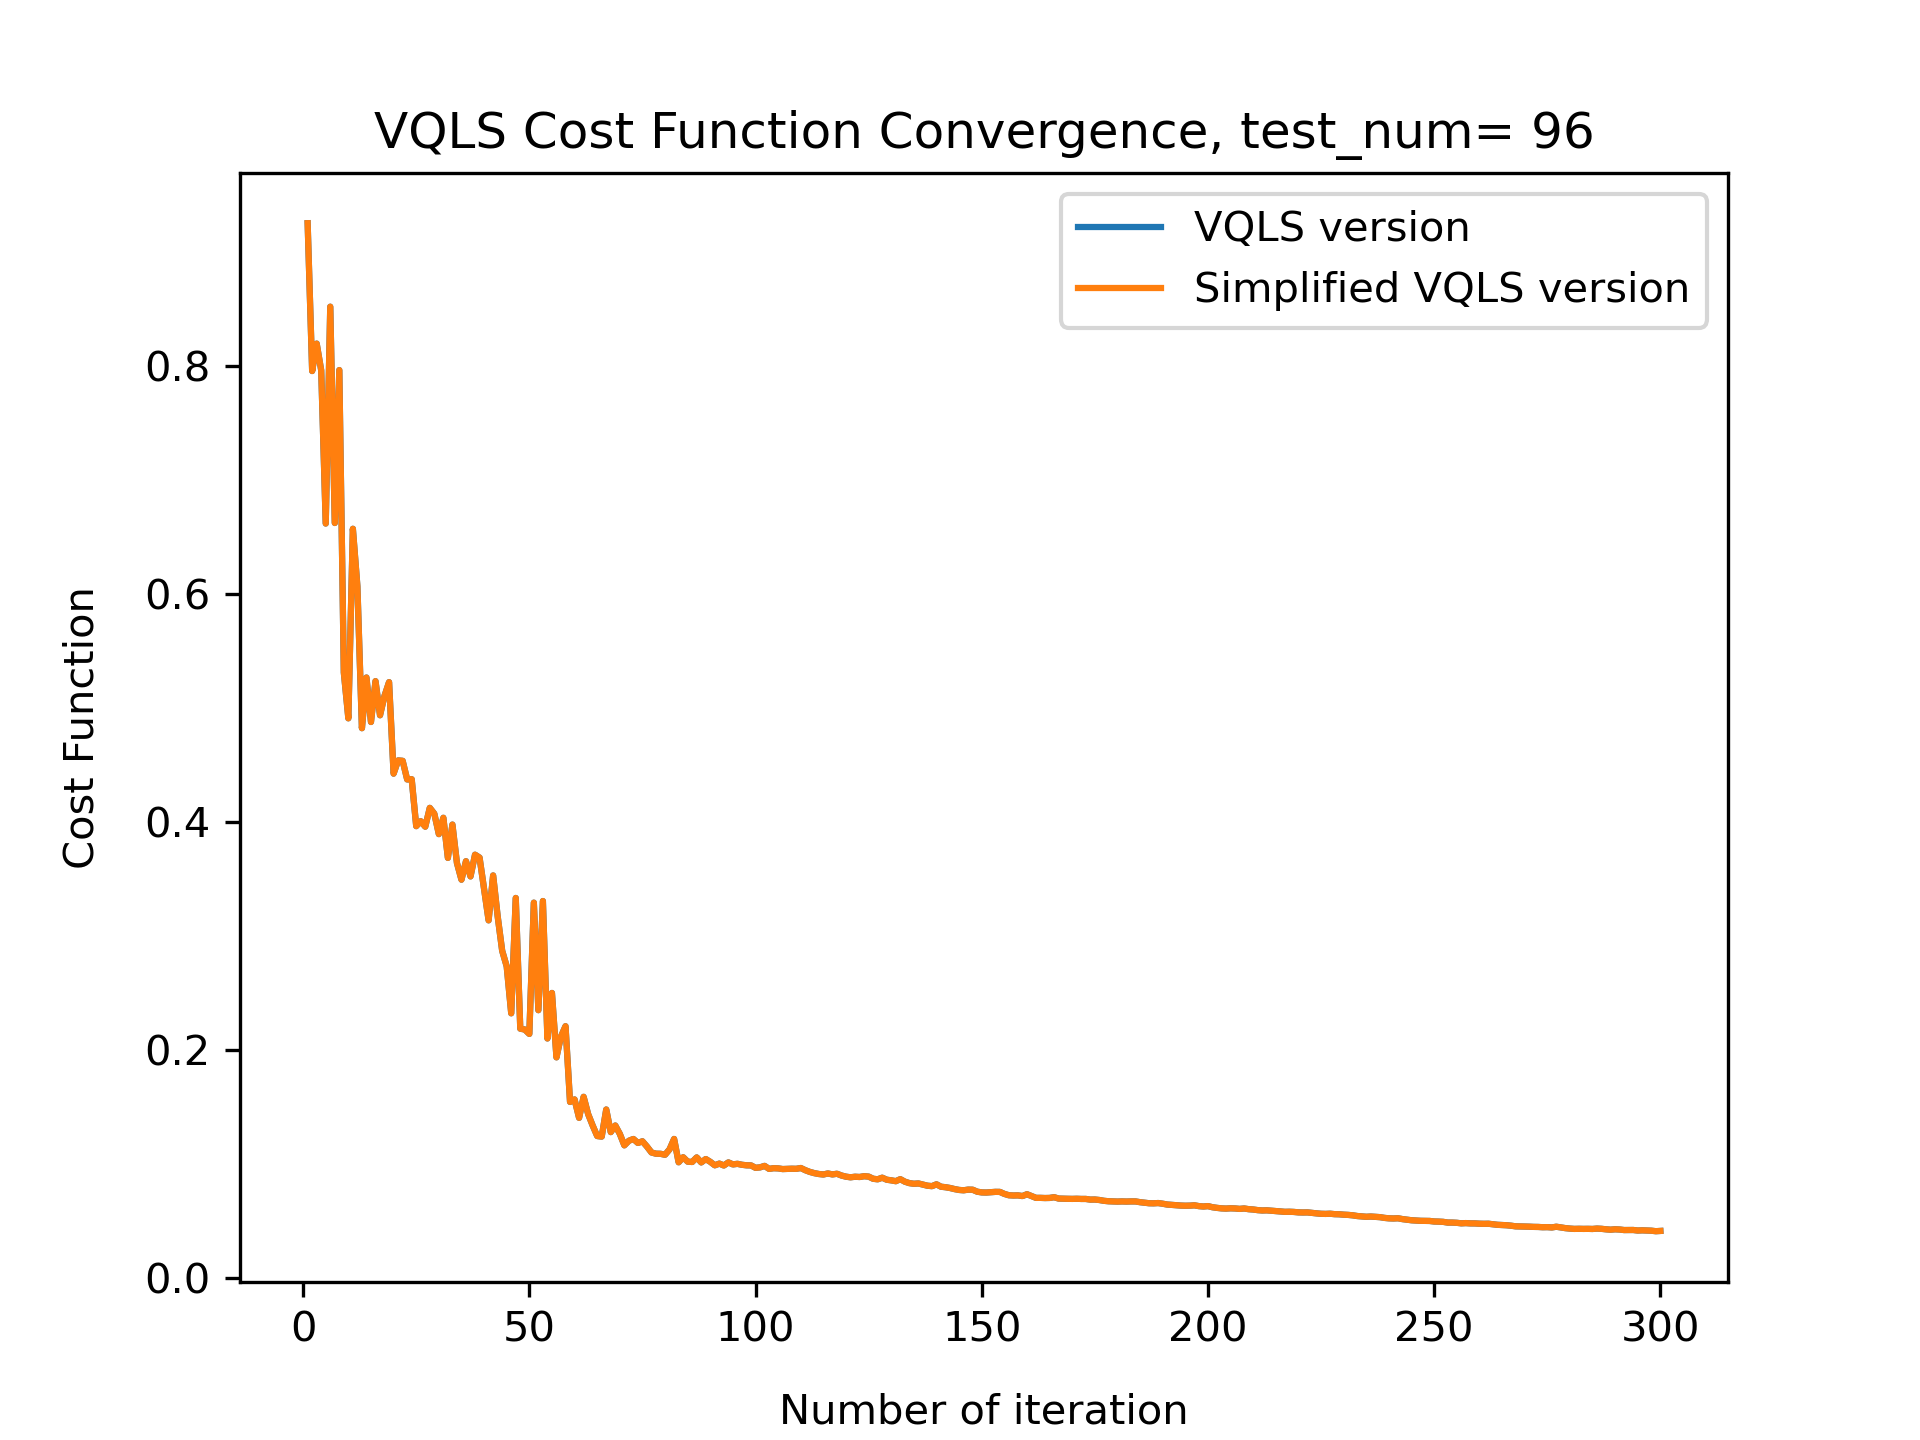 VQLS Cost Function Convergence, test_num= 96
VQLS version
Simplified VQLS version
Cost Function
0.8
0.6
0.4
0.2
0.0
0 50 100 150 200 250 300
Number of iteration